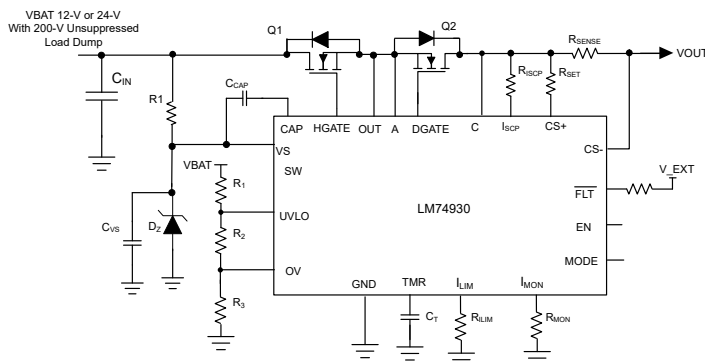 VBAT 12-V or 24-V
With 200-V Unsuppressed
Load Dump
Q1
Q2
RSENSE
VOUT
CIN
R1
CCAP
RISCP
RSET
CAP
HGATE
OUT
A
DGATE
C
ISCP
CS+
VS
CS-
VBAT
SW
V_EXT
R1
FLT
LM74930
UVLO
CVS
DZ
R2
EN
OV
MODE
GND
TMR
ILIM
IMON
R3
CT
RILIM
RMON